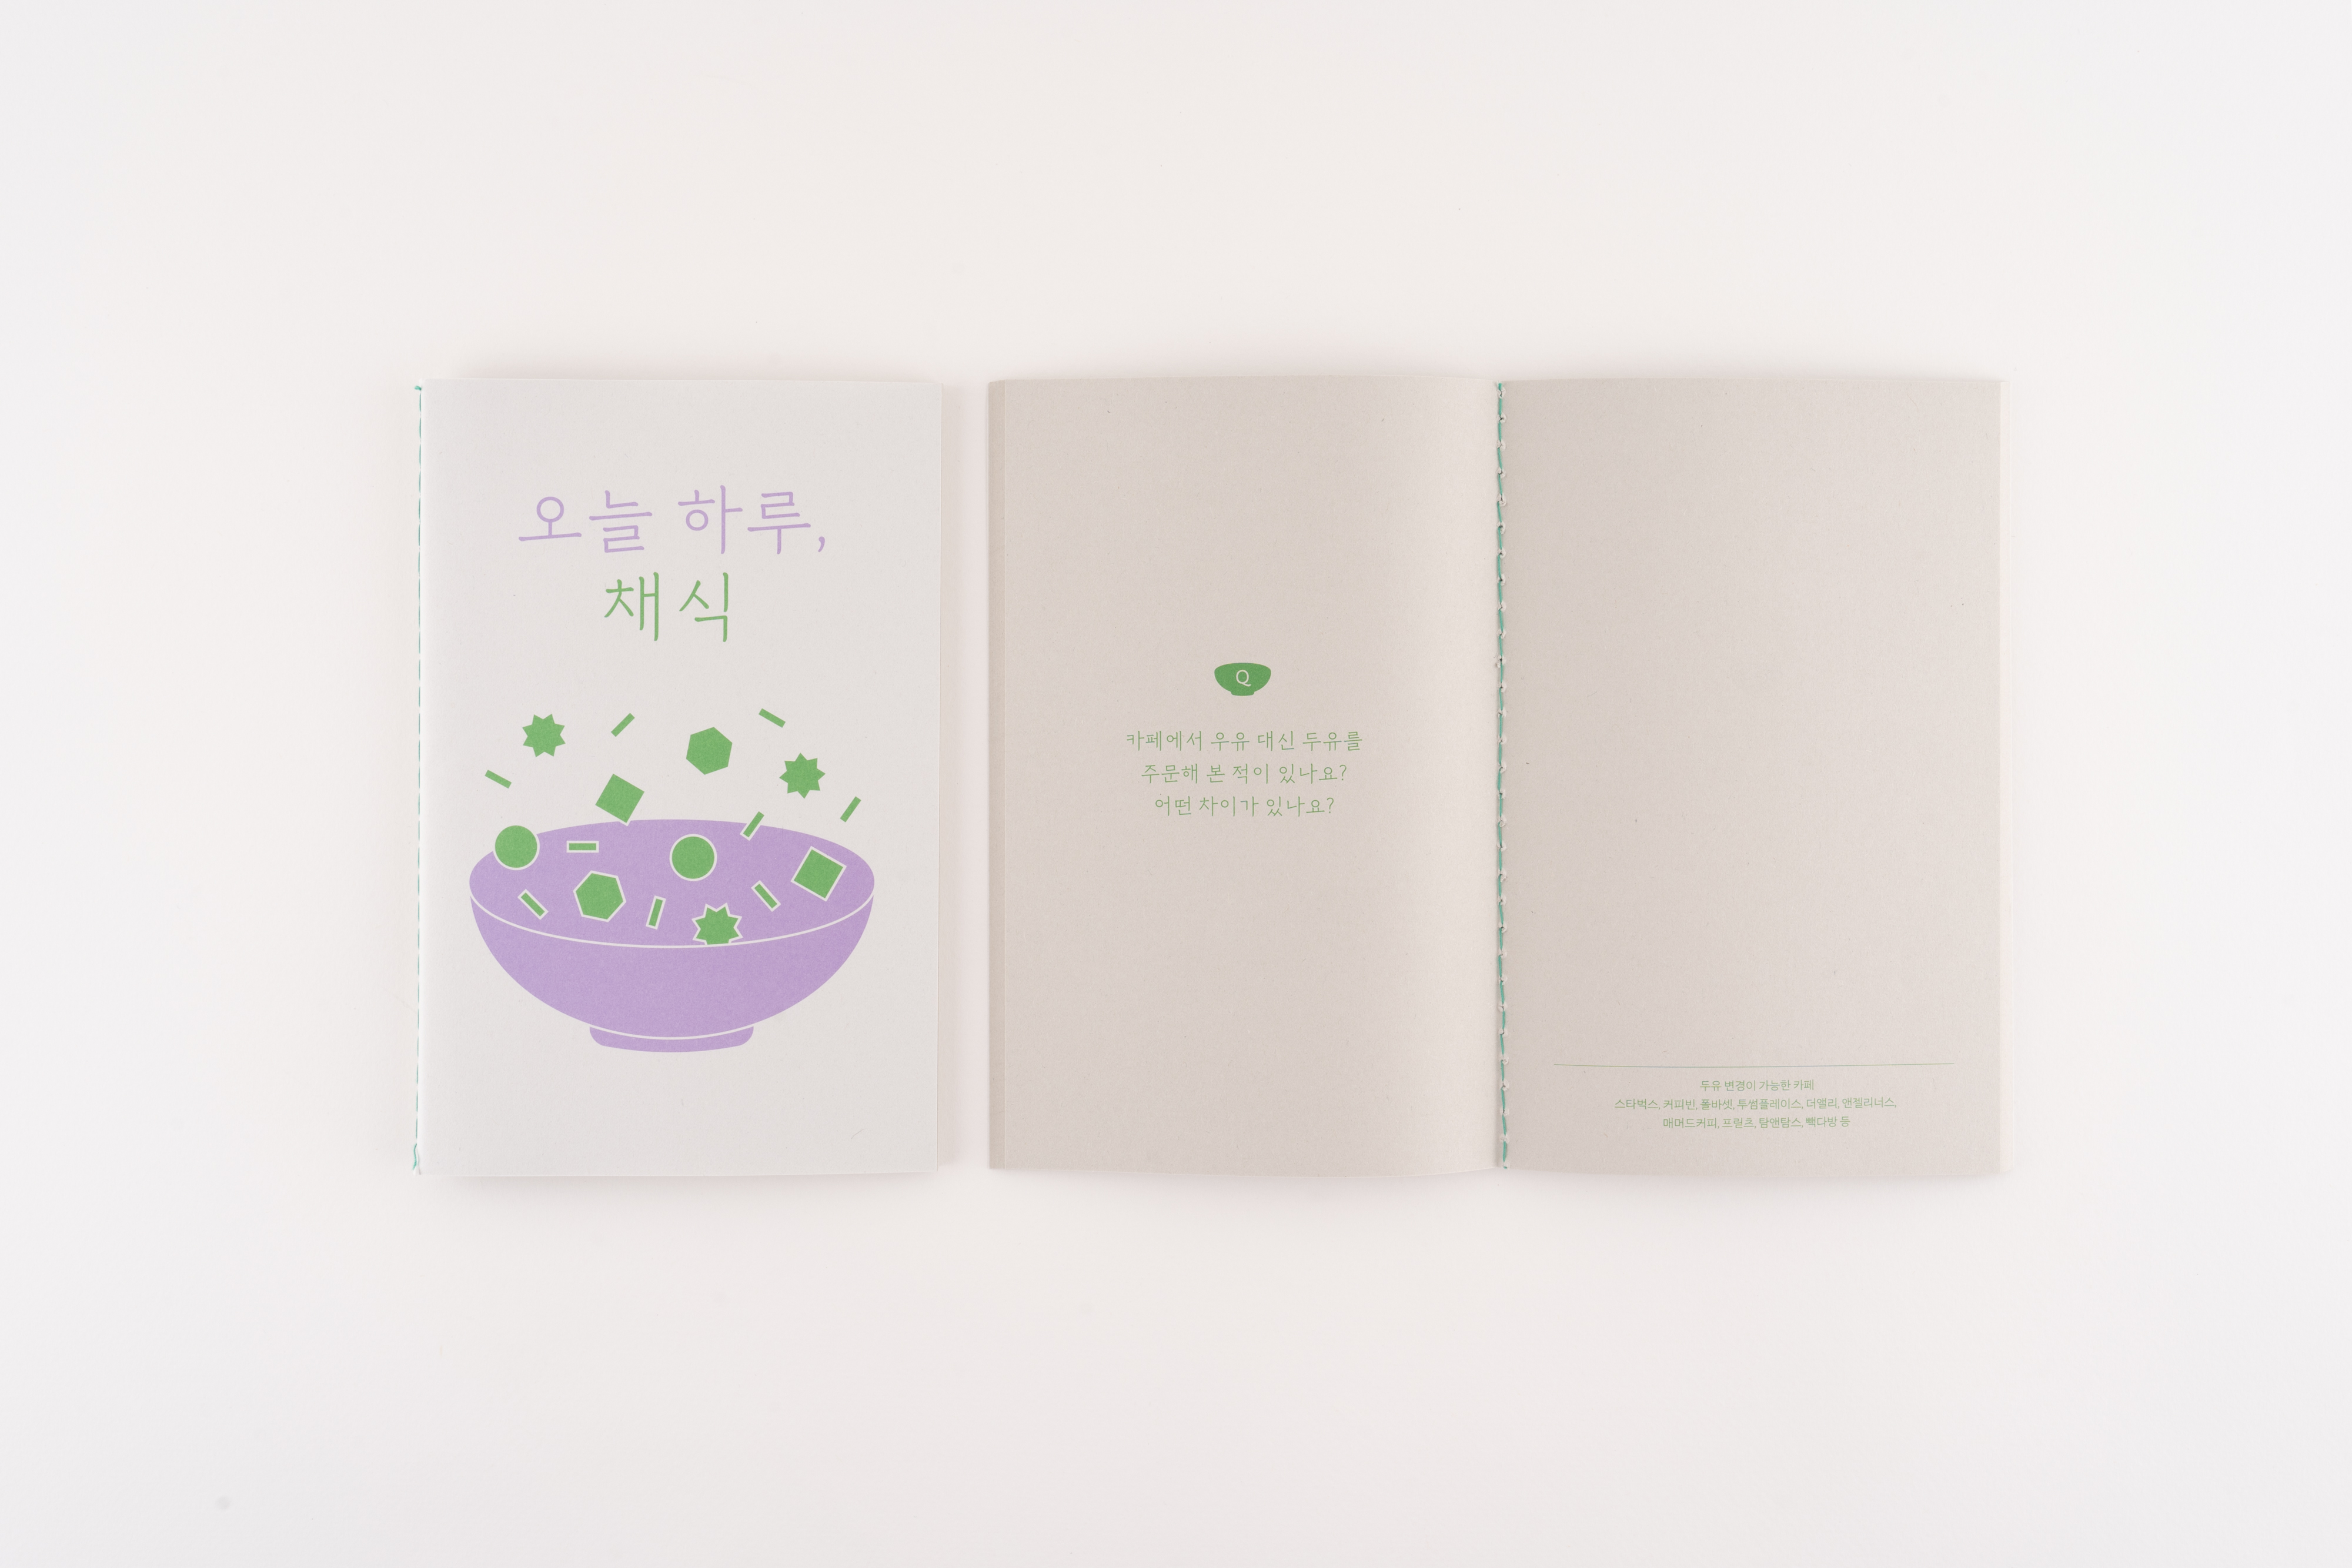 오늘 하루,
채식
Q
카페에서 우유 대신 두유를
주문해 본 적이 있나요?
어떤 차이가 있나요?
두유 변경이 가능한 카페
스타벅스, 커피빈, 폴바셋, 투썸플레이스, 더앨리, 앤젤리너스,
매머드커피, 프릳츠, 탐앤탐스, 빽다방 등